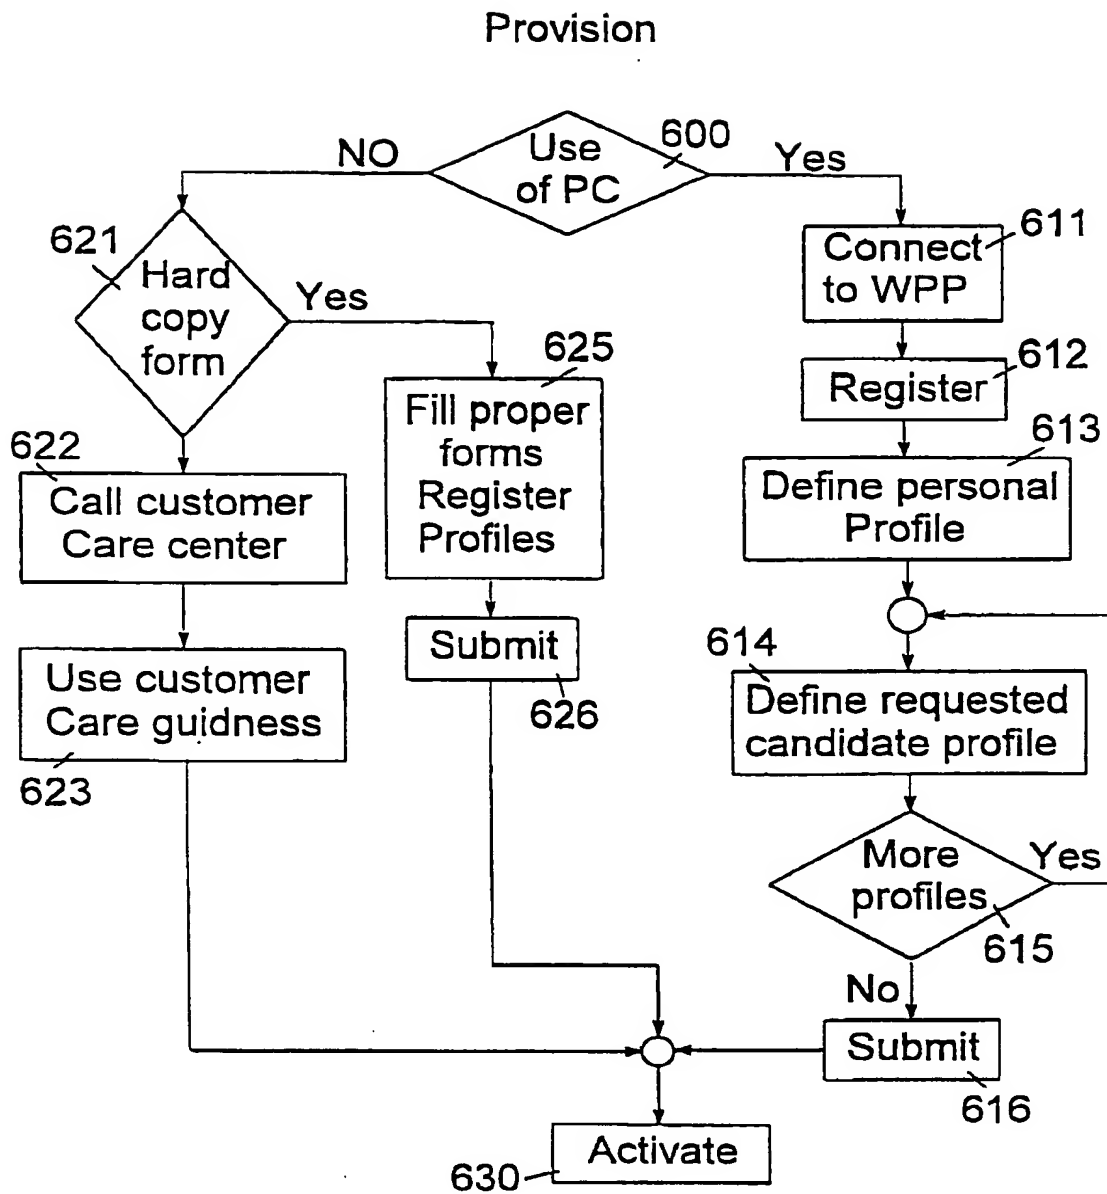 Provision
Use
of PC
600
NO
Yes
621
Hard
copy
form
Yes
611
Connect
to WPP
612
Register
625
Fill proper
forms
Register
Profiles
613
Define personal
Profile
622
Call customer
Care center
Submit
626
614
Define requested
candidate profile
Use customer
Care guidness
623
More
profiles
Yes
615
No
Submit
616
Activate
630